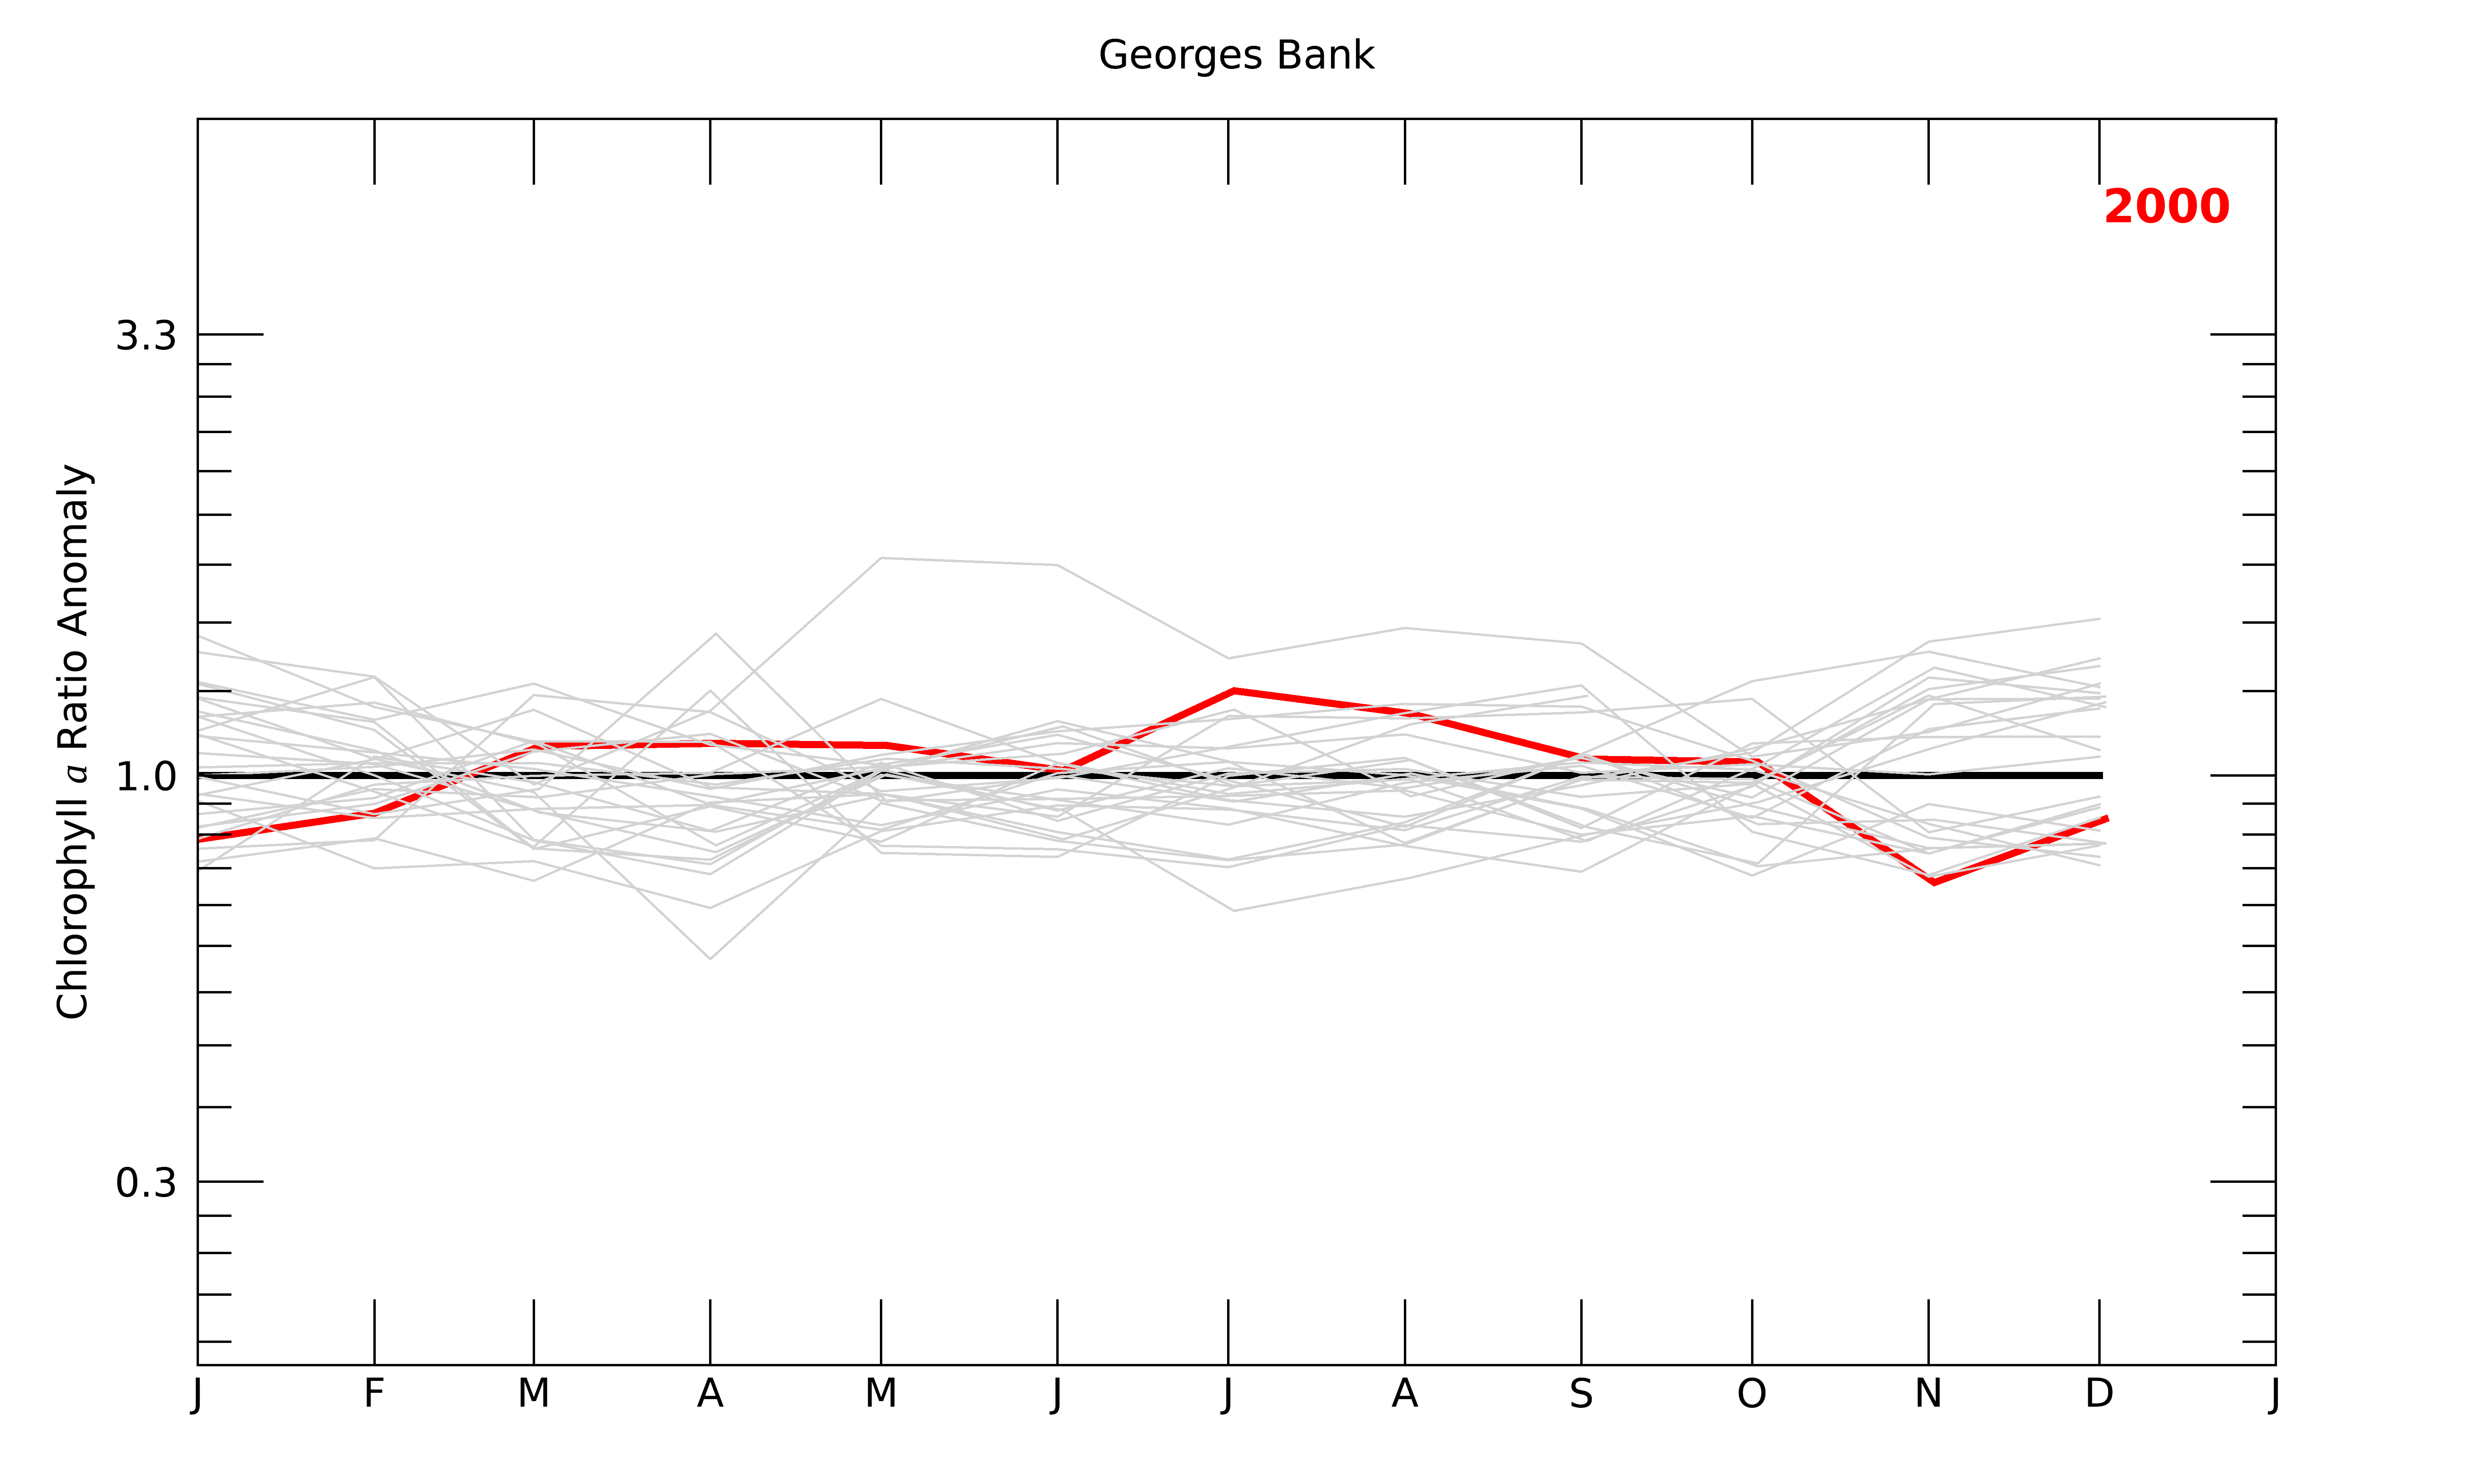 Georges Bank
2000
3.3
1.0
0.3
Chlorophyll a Ratio Anomaly
J F M A M J J A S O N D J